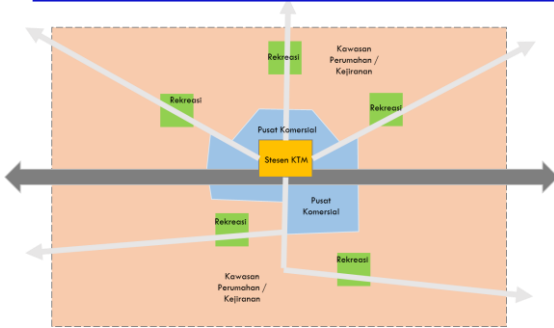 Kawasan
Perumahan /
Kejiranan
Rekreasi
Rekreasi
Rekreasi
Pusat Komersial
Stesen KTM
Pusat
Komersial
Rekreasi
Rekreasi
Kawasan
Perumahan /
Kejiranan